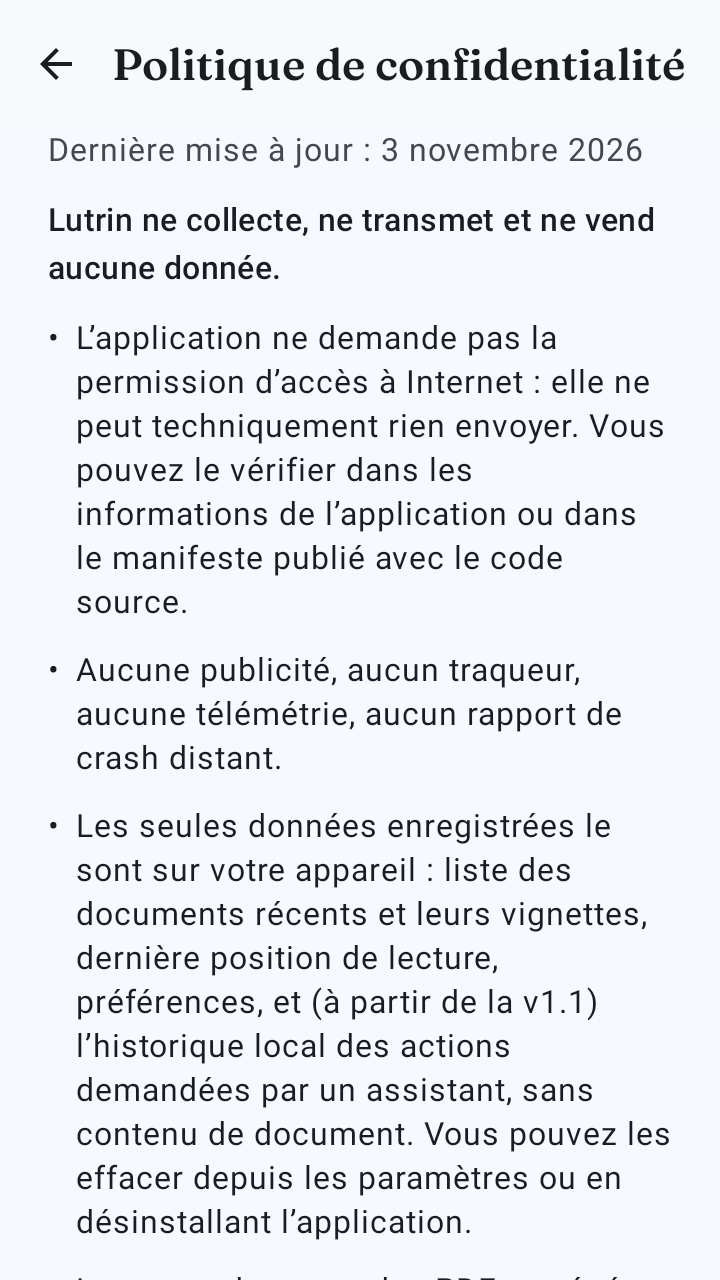 Politique de confidentialité
Dernière mise à jour : 3 novembre 2026
Lutrin ne collecte, ne transmet et ne vend
aucune donnée.
• L’application ne demande pas la
permission d’accès à Internet : elle ne
peut techniquement rien envoyer. Vous
pouvez le vérifier dans les
informations de l’application ou dans
le manifeste publié avec le code
source.
• Aucune publicité, aucun traqueur,
aucune télémétrie, aucun rapport de
crash distant.
• Les seules données enregistrées le
sont sur votre appareil : liste des
documents récents et leurs vignettes,
dernière position de lecture,
préférences, et (à partir de la v1.1)
l’historique local des actions
demandées par un assistant, sans
contenu de document. Vous pouvez les
effacer depuis les paramètres ou en
désinstallant l’application.